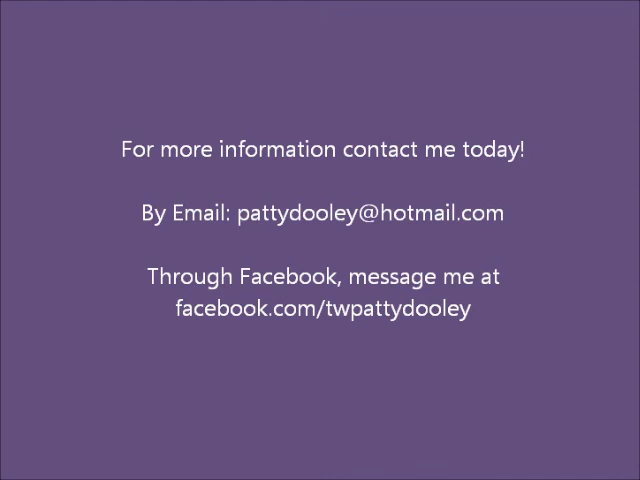 For more information contact me today!
By Email: pattydooley@hotmail.com
Through Facebook, message me at
facebook.com/twpattydooley